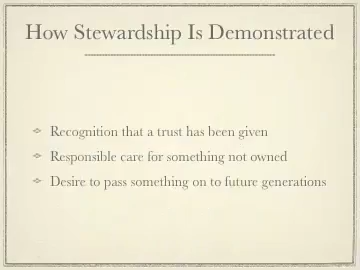 How Stewardship Is Demonstrated
Recognition that a trust has been given
Responsible care for something not owned
Desire to pass something on to future generations